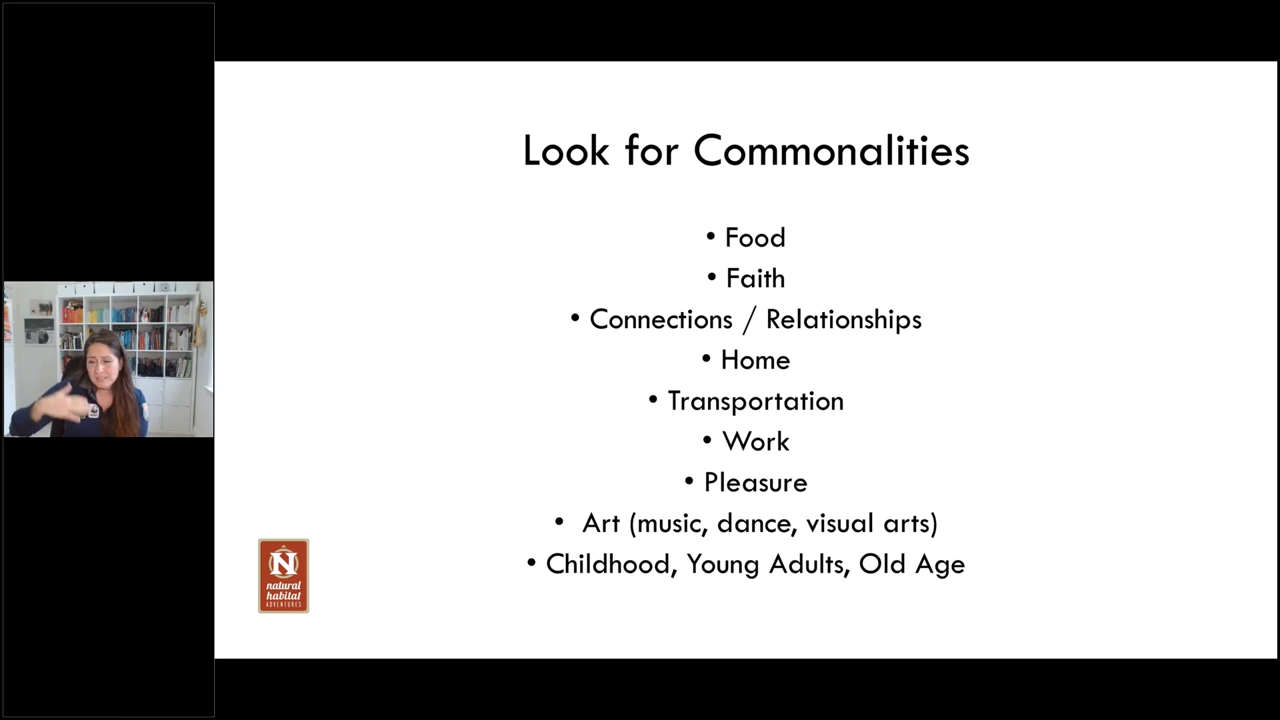 Look for Commonalities
• Food
• Faith
• Connections / Relationships
• Home
• Transportation
• Work
• Pleasure
• Art (music, dance, visual arts)
• Childhood, Young Adults, Old Age
N
natural
habitat
ADVENTURES